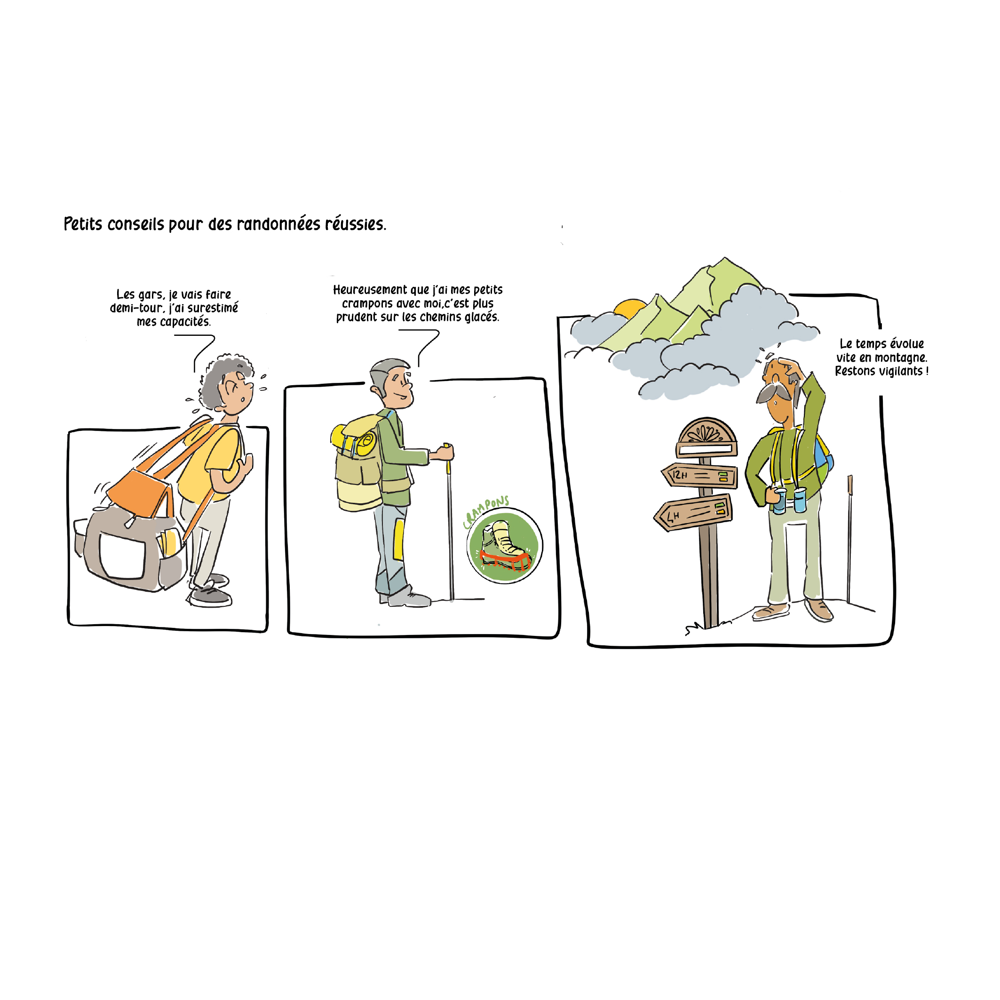 Petits conseils pour des randonnées réussies.
Les gars, je vais faire
demi-tour, j'ai surestimé
mes capacités.
Heureusement que j'ai mes petits
crampons avec moi,c'est plus
prudent sur les chemins glacés.
CRAMPONS
Le temps évolue
vite en montagne.
Restons vigilants !
12H
4H